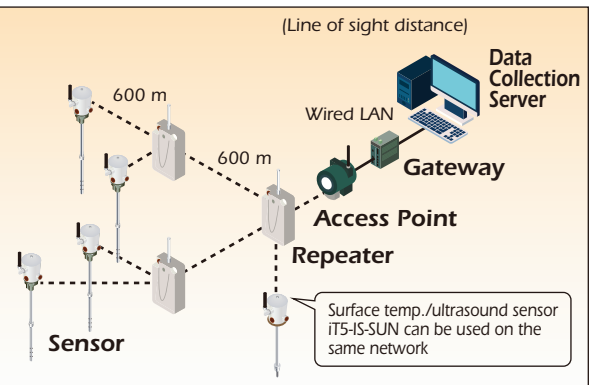 (Line of sight distance)
Data
Collection
Server
600 m
Wired LAN
600 m
Gateway
Access Point
Repeater
Surface temp./ultrasound sensor
iT5-IS-SUN can be used on the
same network
Sensor